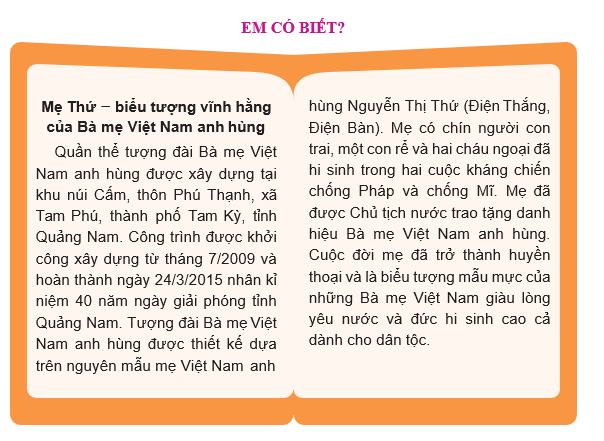 EM CÓ BIẾT?
Mẹ Thứ – biểu tượng vĩnh hằng
của Bà mẹ Việt Nam anh hùng
Quần thể tượng đài Bà mẹ Việt
Nam anh hùng được xây dựng tại
khu núi Cấm, thôn Phú Thạnh, xã
Tam Phú, thành phố Tam Kỳ, tỉnh
Quảng Nam. Công trình được khởi
công xây dựng từ tháng 7/2009 và
hoàn thành ngày 24/3/2015 nhân kỉ
niệm 40 năm ngày giải phóng tỉnh
Quảng Nam. Tượng đài Bà mẹ Việt
Nam anh hùng được thiết kế dựa
trên nguyên mẫu mẹ Việt Nam anh
hùng Nguyễn Thị Thứ (Điện Thắng,
Điện Bàn). Mẹ có chín người con
trai, một con rể và hai cháu ngoại đã
hi sinh trong hai cuộc kháng chiến
chống Pháp và chống Mĩ. Mẹ đã
được Chủ tịch nước trao tặng danh
hiệu Bà mẹ Việt Nam anh hùng.
Cuộc đời mẹ đã trở thành huyền
thoại và là biểu tượng mẫu mực của
những Bà mẹ Việt Nam giàu lòng
yêu nước và đức hi sinh cao cả
dành cho dân tộc.